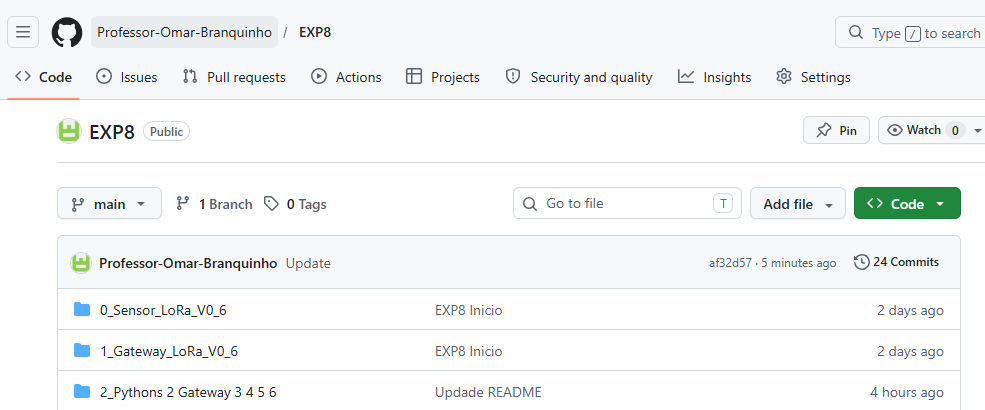 Professor-Omar-Branquinho / EXP8 Type / to search
Code Issues Pull requests Actions Projects Security and quality Insights Settings
EXP8 Public Pin Watch 0
main 1 Branch 0 Tags Go to file T Add file Code
Professor-Omar-Branquinho Update af32d57 · 5 minutes ago 24 Commits
0_Sensor_LoRa_V0_6 EXP8 Inicio 2 days ago
1_Gateway_LoRa_V0_6 EXP8 Inicio 2 days ago
2_Pythons 2 Gateway 3 4 5 6 Updade README 4 hours ago